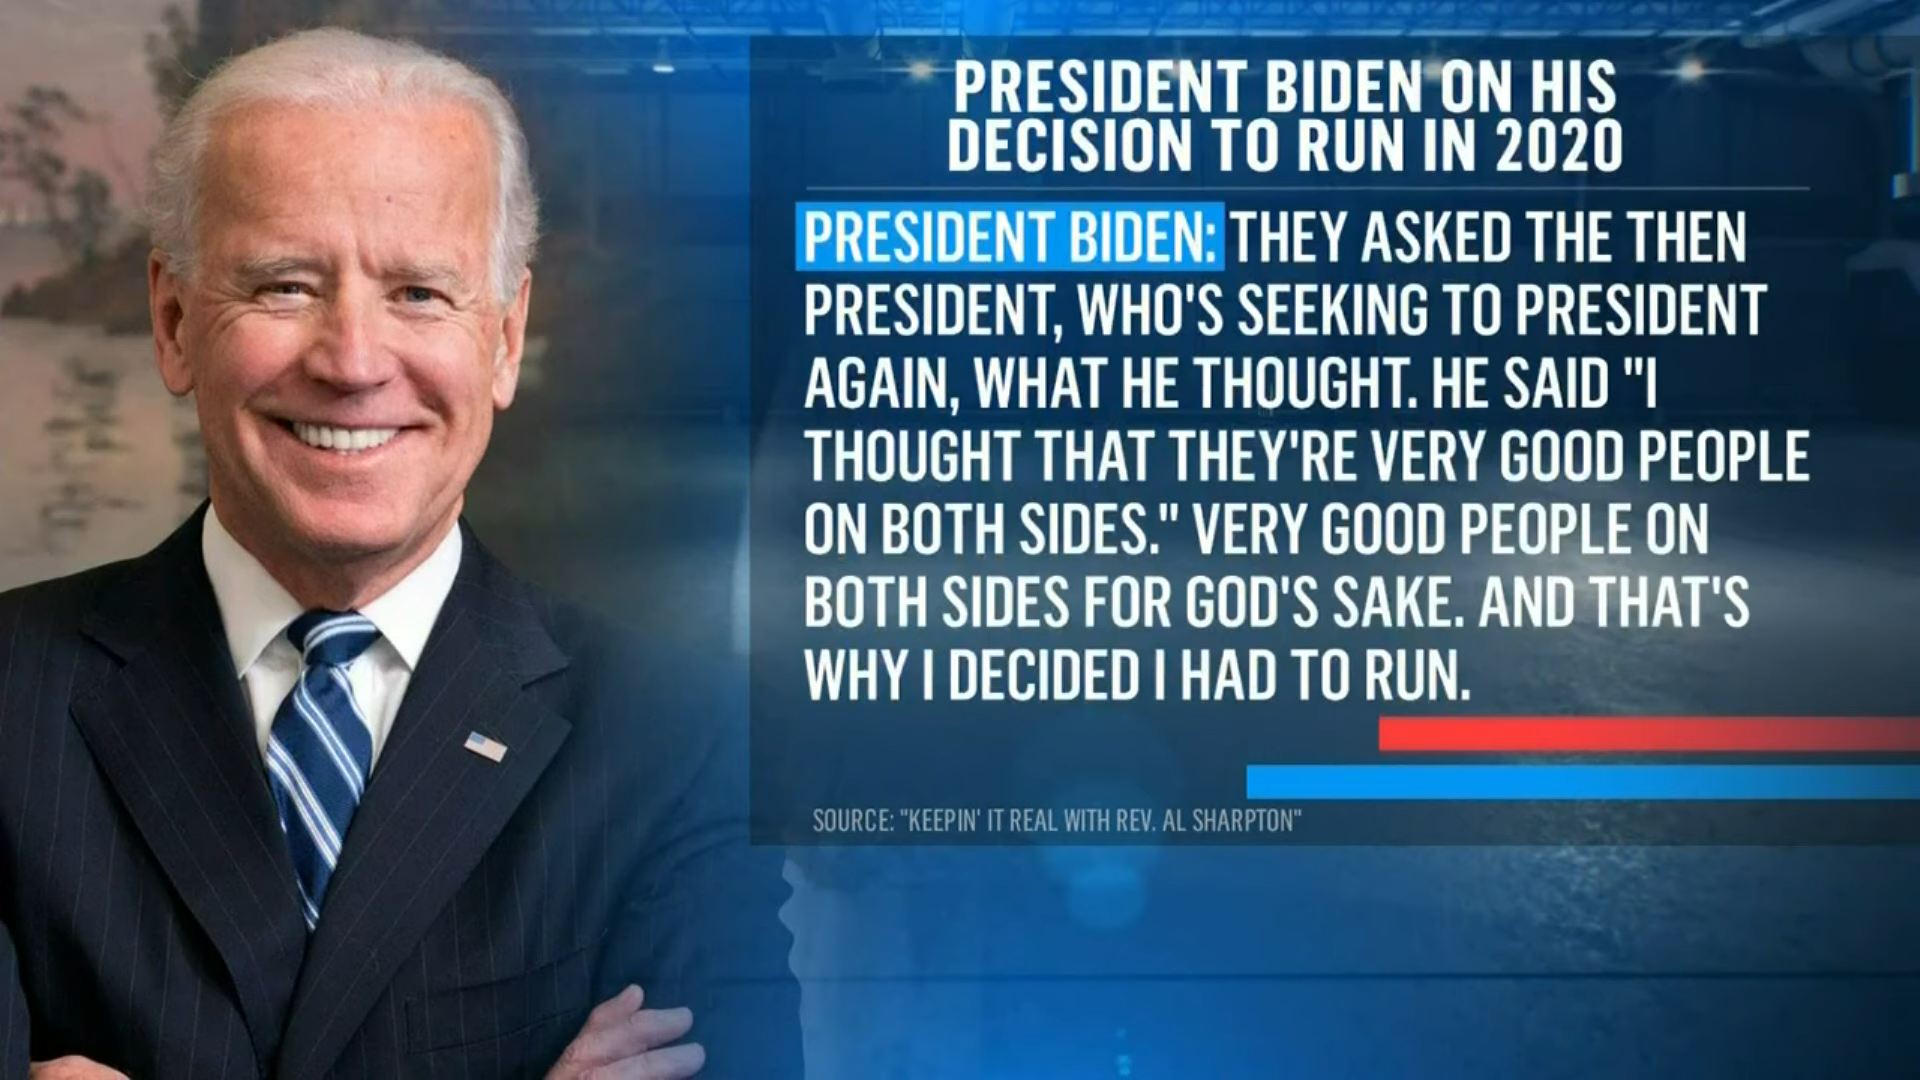 PRESIDENT BIDEN ON HIS
DECISION TO RUN IN 2020
PRESIDENT BIDEN: THEY ASKED THE THEN
PRESIDENT, WHO'S SEEKING TO PRESIDENT
AGAIN, WHAT HE THOUGHT. HE SAID "I
THOUGHT THAT THEY'RE VERY GOOD PEOPLE
ON BOTH SIDES." VERY GOOD PEOPLE ON
BOTH SIDES FOR GOD'S SAKE. AND THAT'S
WHY I DECIDED I HAD TO RUN.
SOURCE: "KEEPIN' IT REAL WITH REV. AL SHARPTON"